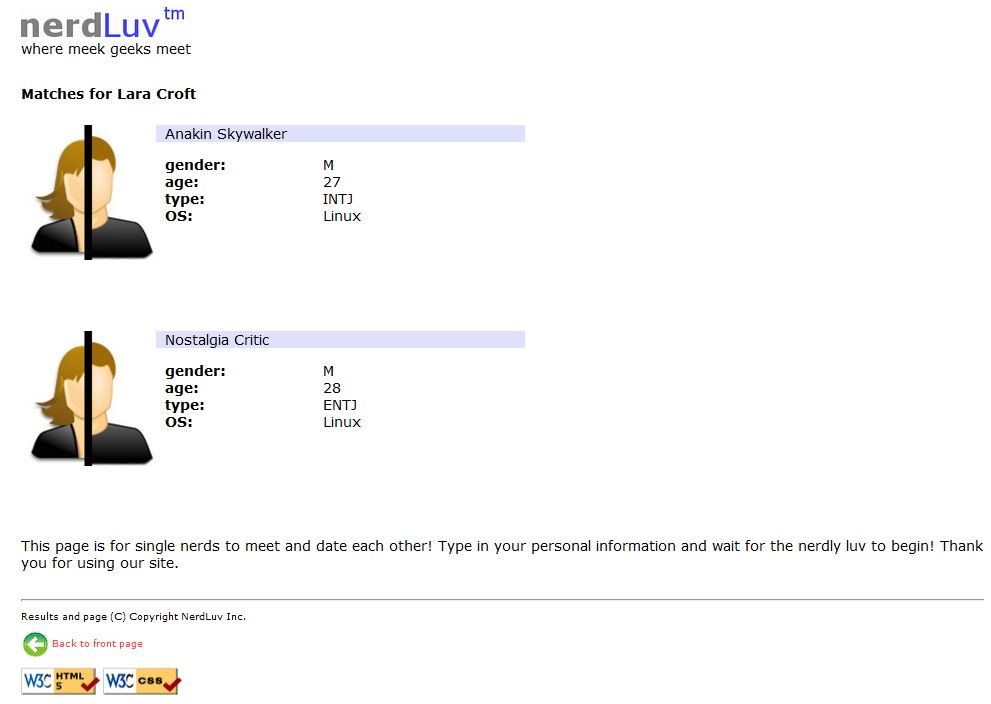 nerdLuv™
where meek geeks meet
Matches for Lara Croft
Anakin Skywalker
gender: M
age: 27
type: INTJ
OS: Linux
Nostalgia Critic
gender: M
age: 28
type: ENTJ
OS: Linux
This page is for single nerds to meet and date each other! Type in your personal information and wait for the nerdly luv to begin! Thank
you for using our site.
Results and page (C) Copyright NerdLuv Inc.
Back to front page
W3C HTML 5 W3C css